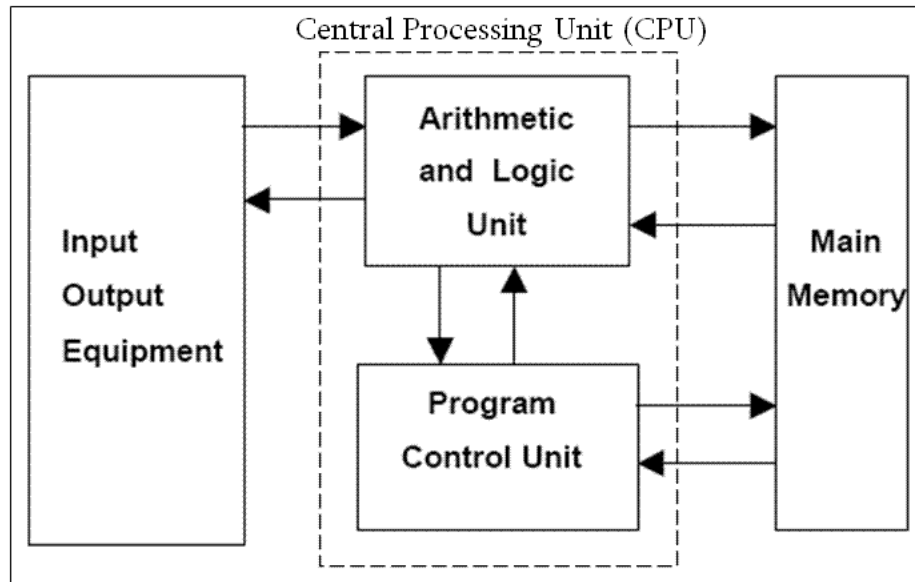 Central Processing Unit (CPU)
Input
Output
Equipment
Arithmetic
and Logic
Unit
Program
Control Unit
Main
Memory